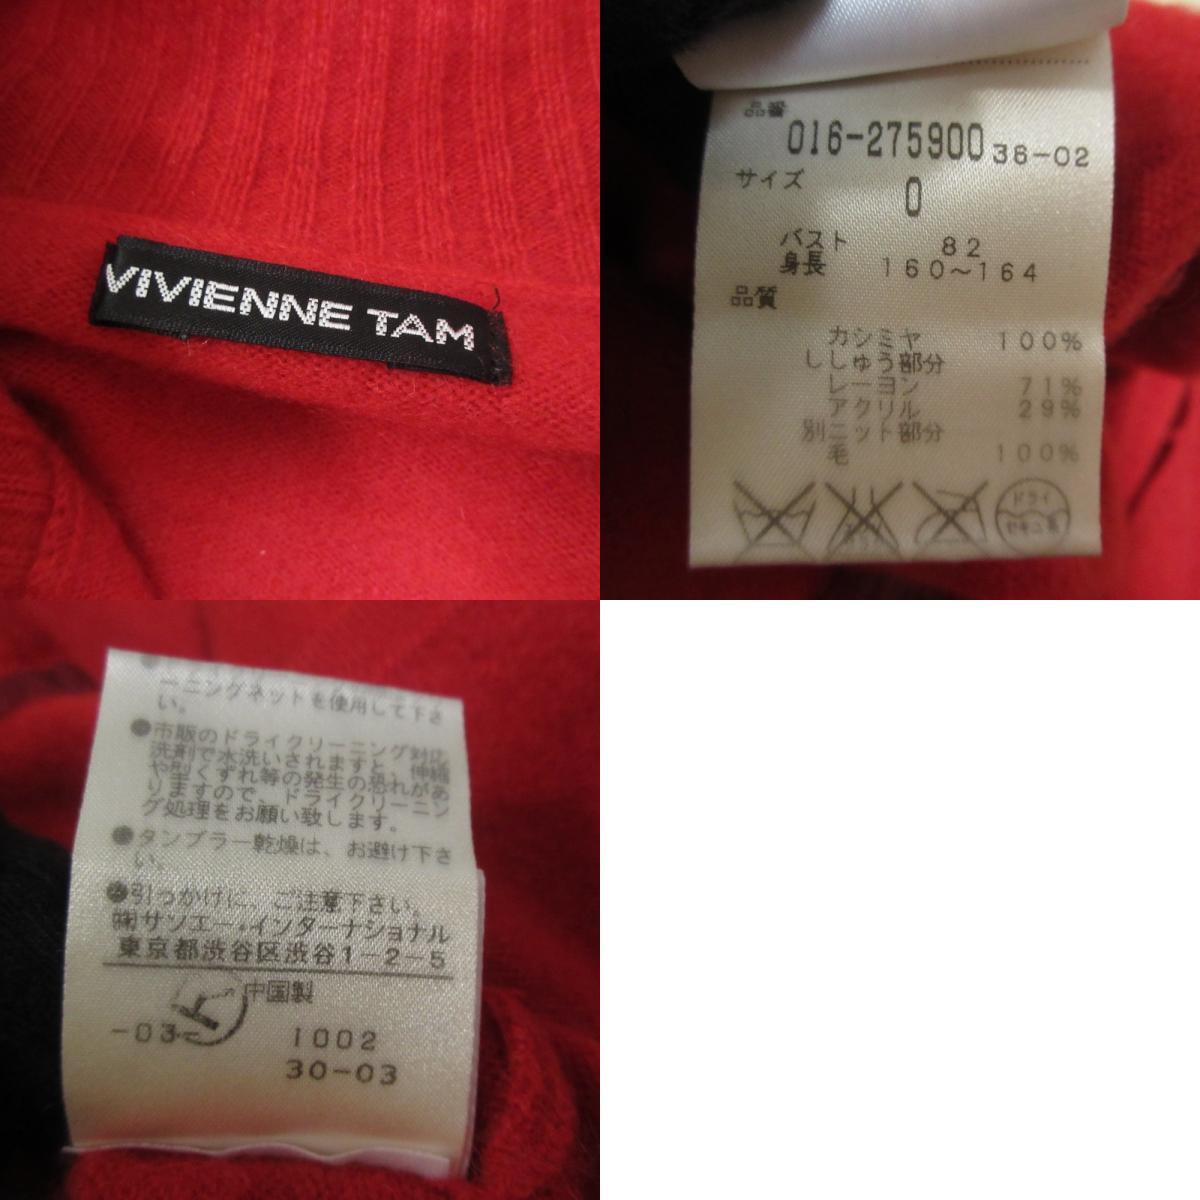 VIVIENNE TAM
品番
016-275900 36-02
サイズ
0
バスト 82
身長 160〜164
品質
カシミヤ 100%
ししゅう部分
レーヨン 71%
アクリル 29%
別ニット部分
毛 100%
ドライ
セキユ系
ーニングネットを使用して下さ
い。
●市販のドライクリーニング対応
洗剤で水洗いされますと、伸縮
や型くずれ等の発生の恐れがあ
りますので、ドライクリーニン
グ処理をお願い致します。
●タンブラー乾燥は、お避け下さ
い。
●引っかけに、ご注意下さい。
㈱サンエー・インターナショナル
東京都渋谷区渋谷1-2-5
中国製
-03- 1002
30-03